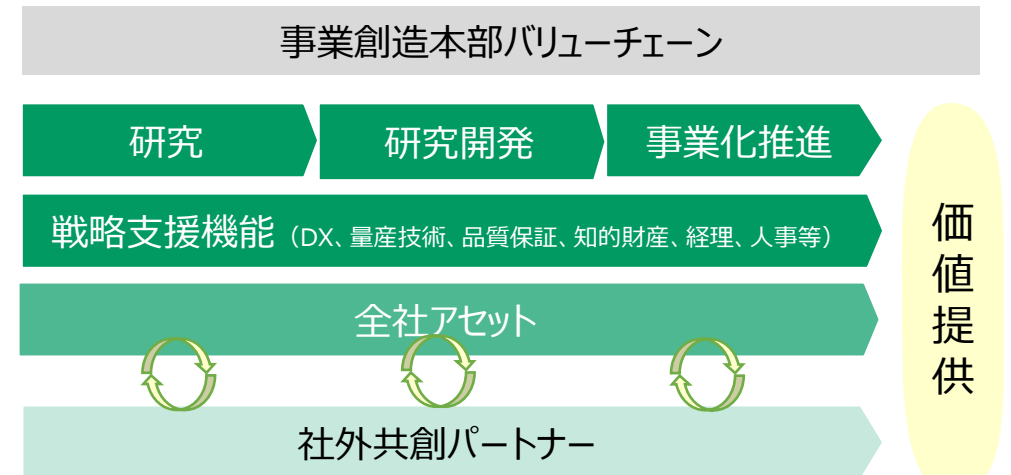 事業創造本部バリューチェーン
研究
研究開発
事業化推進
戦略支援機能（DX、量産技術、品質保証、知的財産、経理、人事等）
全社アセット
社外共創パートナー
価値提供